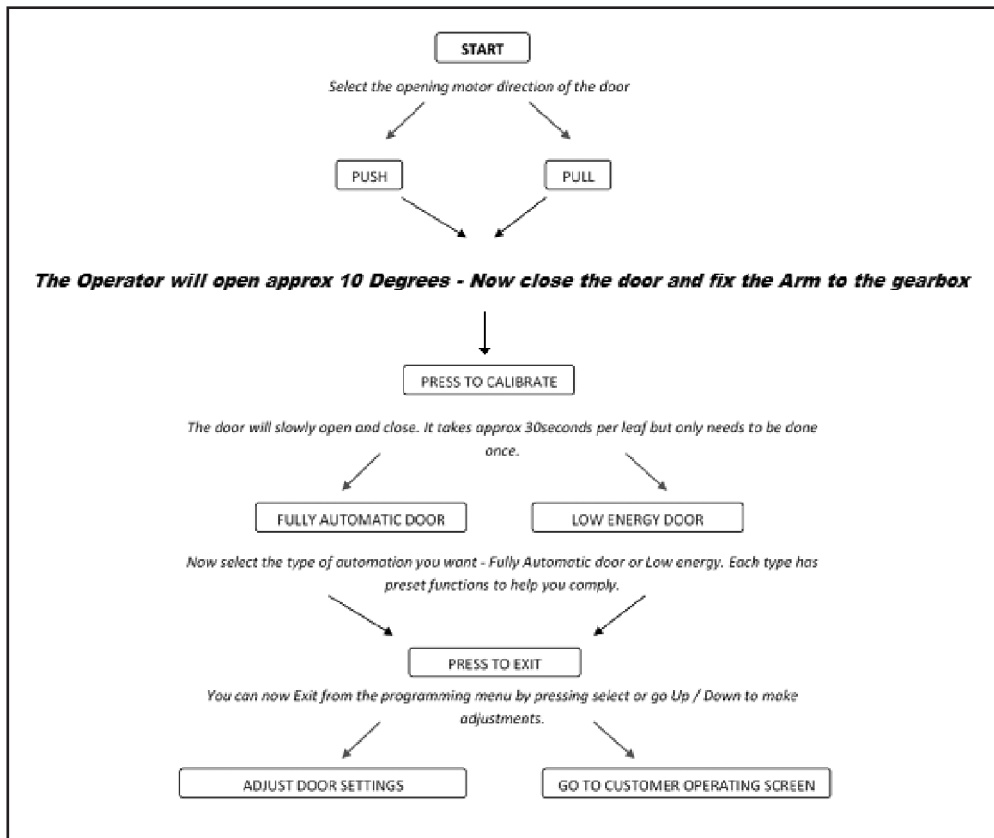 START
Select the opening motor direction of the door
PUSH
PULL
The Operator will open approx 10 Degrees - Now close the door and fix the Arm to the gearbox
PRESS TO CALIBRATE
The door will slowly open and close. It takes approx 30seconds per leaf but only needs to be done
once.
FULLY AUTOMATIC DOOR
LOW ENERGY DOOR
Now select the type of automation you want - Fully Automatic door or Low energy. Each type has
preset functions to help you comply.
PRESS TO EXIT
You can now Exit from the programming menu by pressing select or go Up / Down to make
adjustments.
ADJUST DOOR SETTINGS
GO TO CUSTOMER OPERATING SCREEN